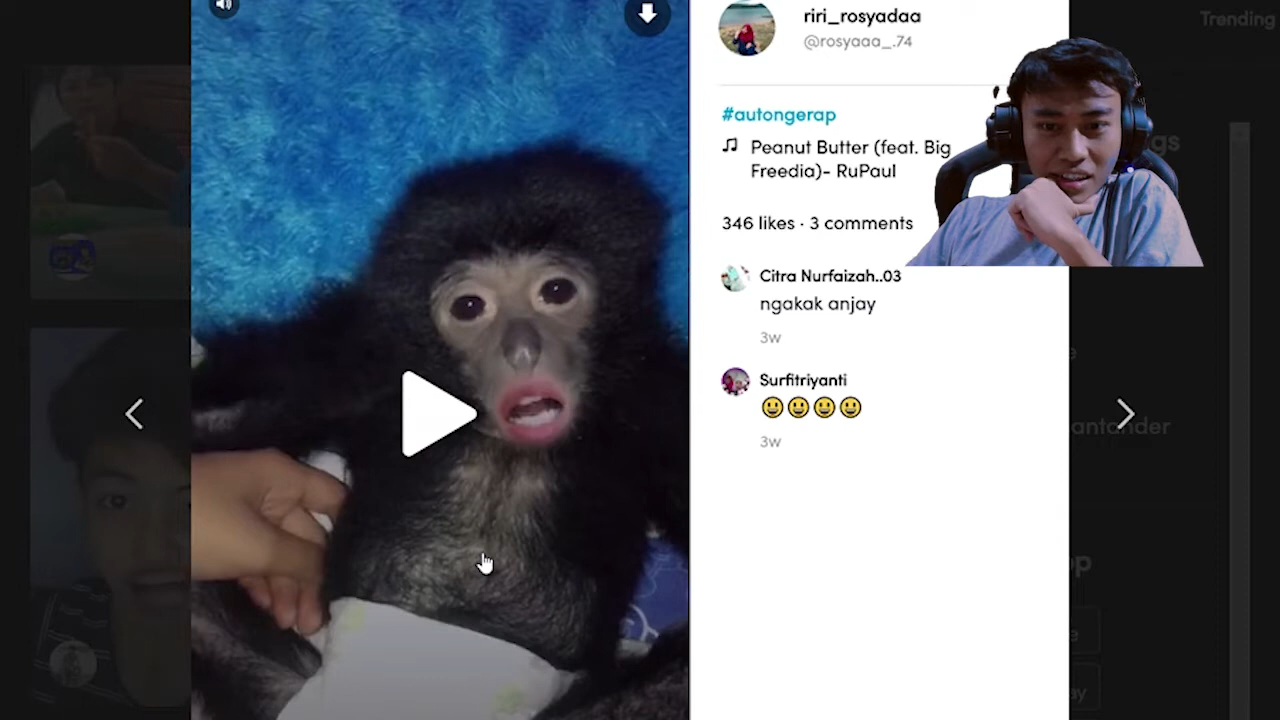 Trending
riri_rosyadaa
@rosyaaa_.74
#autongerap
Peanut Butter (feat. Big
Freedia)- RuPaul
346 likes · 3 comments
Citra Nurfaizah..03
ngakak anjay
3w
Surfitriyanti
3w